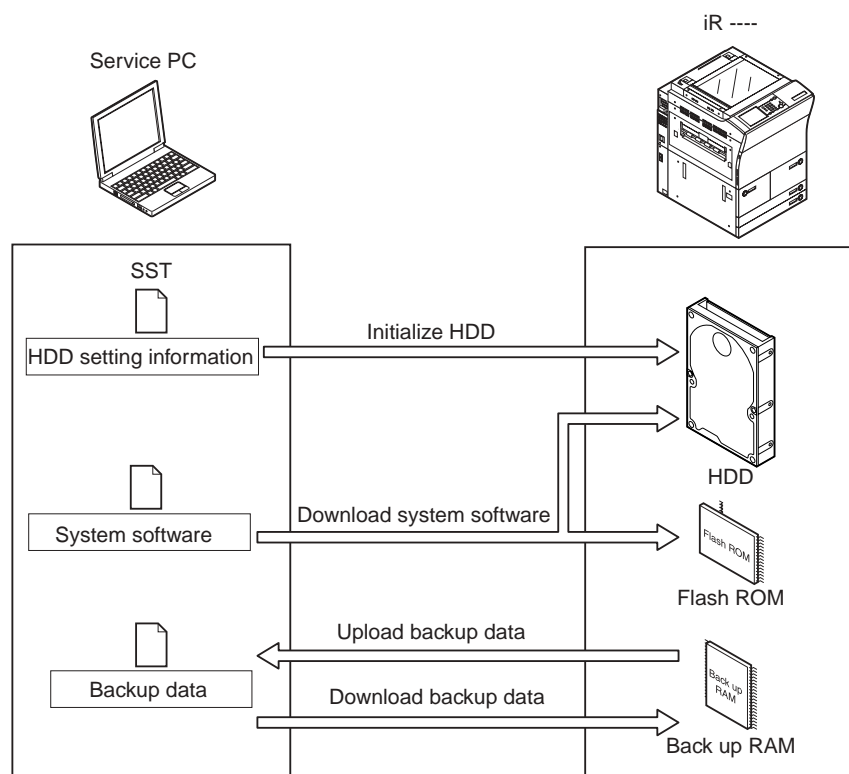 iR ----
Service PC
SST
HDD setting information
Initialize HDD
HDD
System software
Download system software
Flash ROM
Flash ROM
Upload backup data
Backup data
Download backup data
Back up
RAM
Back up RAM